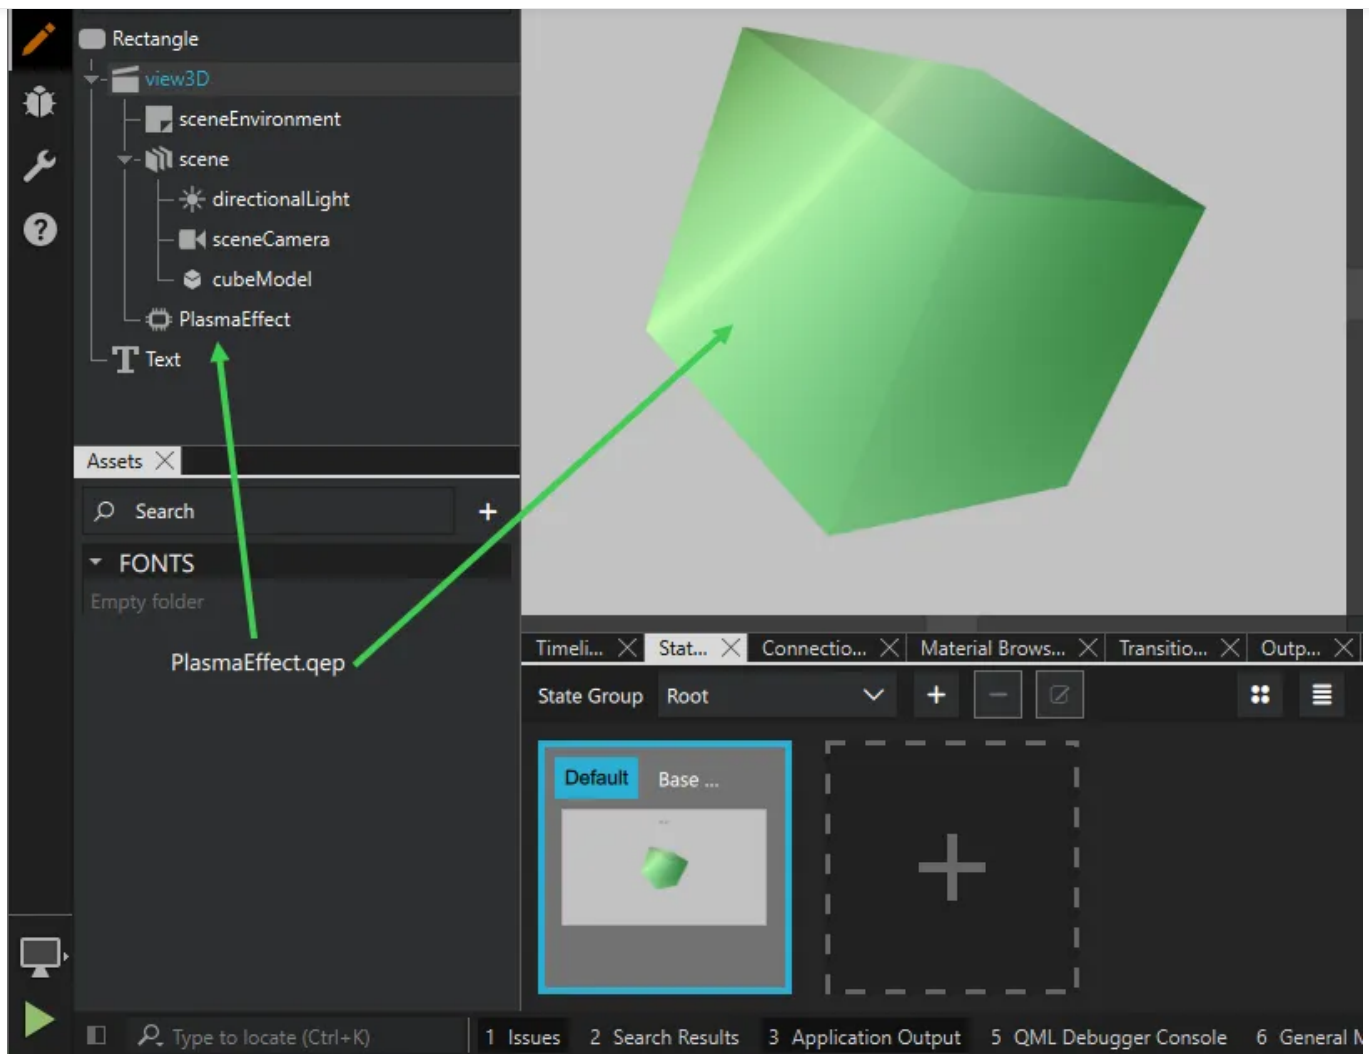 Rectangle
view3D
sceneEnvironment
scene
directionalLight
sceneCamera
cubeModel
PlasmaEffect
Text
Assets
Search
FONTS
Empty folder
PlasmaEffect.qep
Timeli... Stat... Connectio... Material Brows... Transitio... Outp...
State Group Root
Default Base ...
Type to locate (Ctrl+K) 1 Issues 2 Search Results 3 Application Output 5 QML Debugger Console 6 General